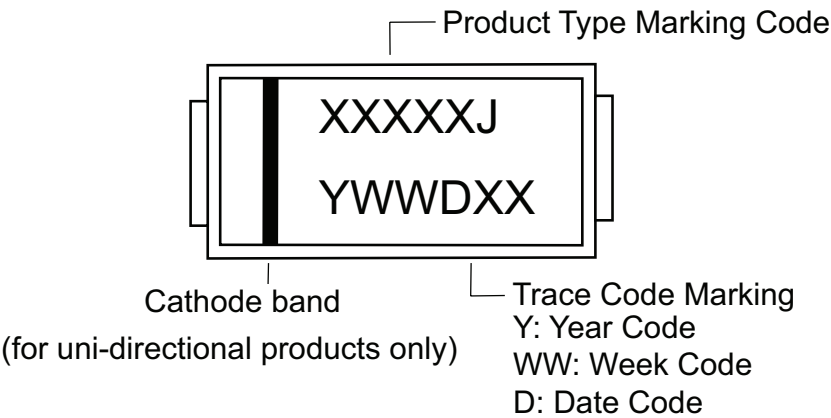 Product Type Marking Code
XXXXXJ
YWWDXX
Cathode band
(for uni-directional products only)
Trace Code Marking
Y: Year Code
WW: Week Code
D: Date Code